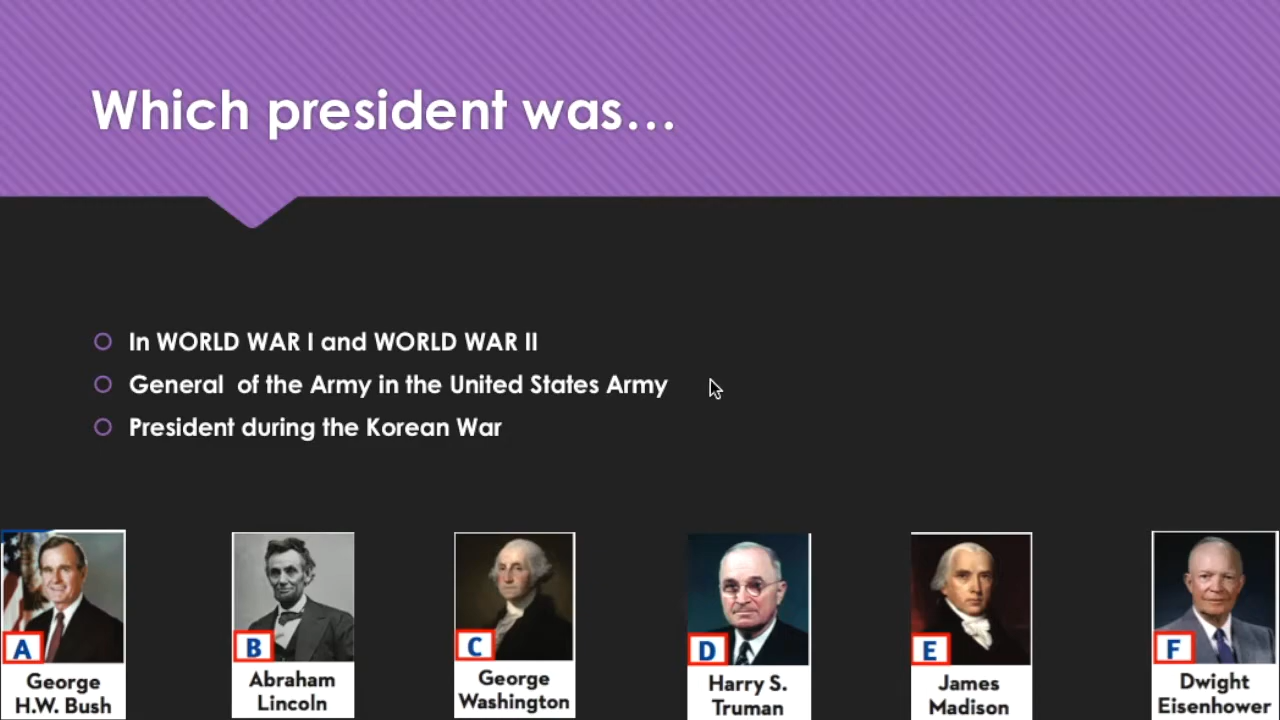 Which president was...
In WORLD WAR I and WORLD WAR II
General of the Army in the United States Army
President during the Korean War
A
George
H.W. Bush
B
Abraham
Lincoln
C
George
Washington
D
Harry S.
Truman
E
James
Madison
F
Dwight
Eisenhower